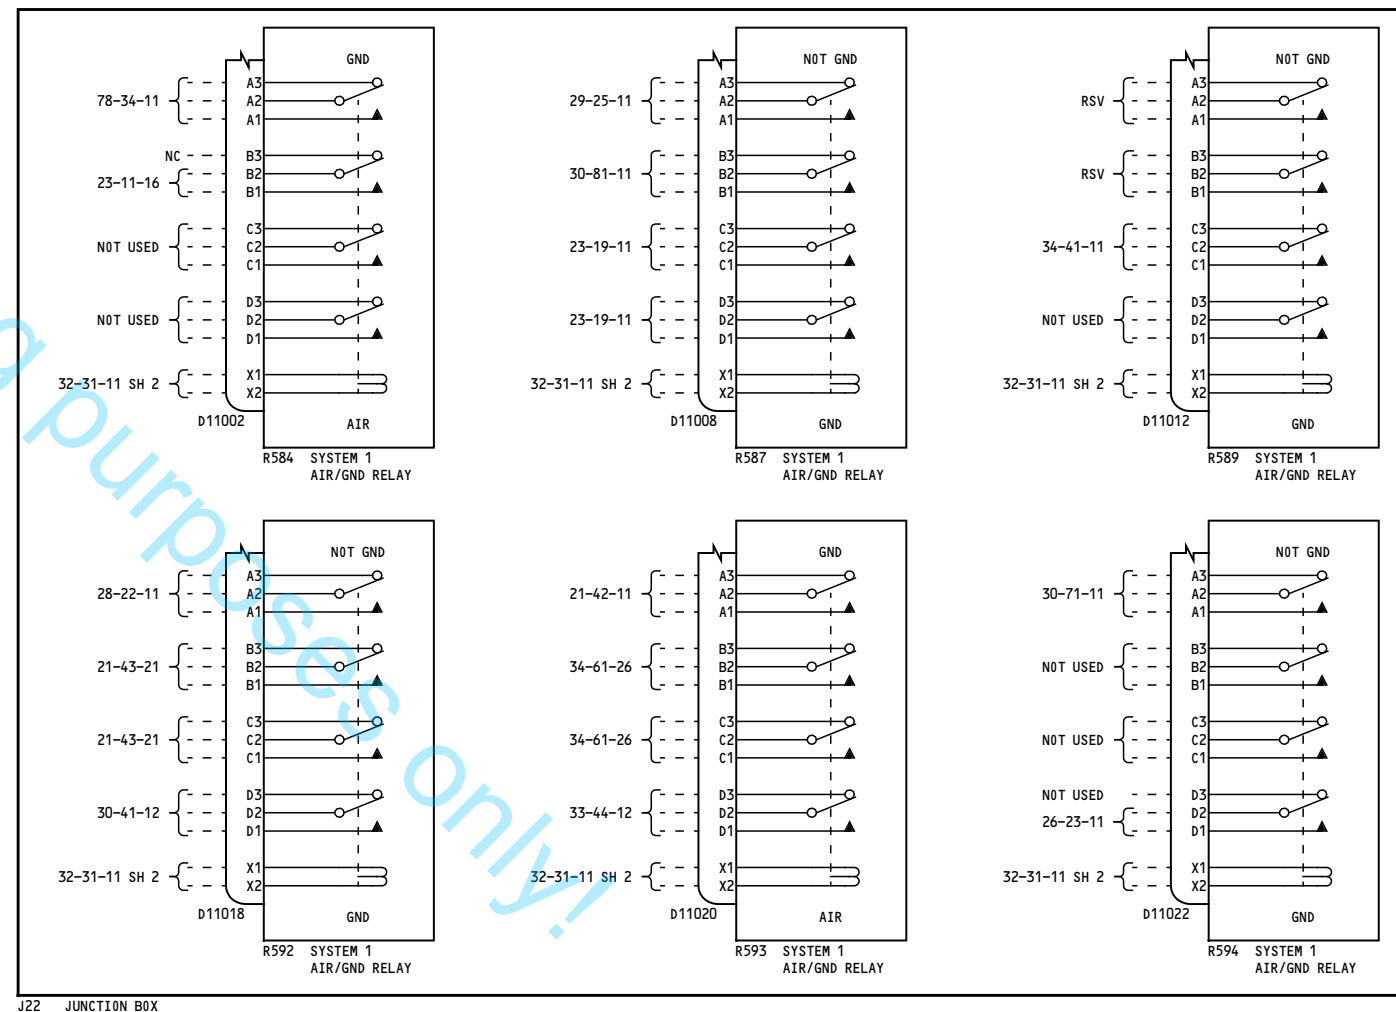 GND
78-34-11
A3
A2
A1
NC
B3
23-11-16
B2
B1
NOT USED
C3
C2
C1
NOT USED
D3
D2
D1
32-31-11 SH 2
X1
X2
D11002
AIR
R584 SYSTEM 1
AIR/GND RELAY
NOT GND
29-25-11
A3
A2
A1
30-81-11
B3
B2
B1
23-19-11
C3
C2
C1
23-19-11
D3
D2
D1
32-31-11 SH 2
X1
X2
D11008
GND
R587 SYSTEM 1
AIR/GND RELAY
NOT GND
RSV
A3
A2
A1
RSV
B3
B2
B1
34-41-11
C3
C2
C1
NOT USED
D3
D2
D1
32-31-11 SH 2
X1
X2
D11012
GND
R589 SYSTEM 1
AIR/GND RELAY
NOT GND
28-22-11
A3
A2
A1
21-43-21
B3
B2
B1
21-43-21
C3
C2
C1
30-41-12
D3
D2
D1
32-31-11 SH 2
X1
X2
D11018
GND
R592 SYSTEM 1
AIR/GND RELAY
GND
21-42-11
A3
A2
A1
34-61-26
B3
B2
B1
34-61-26
C3
C2
C1
33-44-12
D3
D2
D1
32-31-11 SH 2
X1
X2
D11020
AIR
R593 SYSTEM 1
AIR/GND RELAY
NOT GND
30-71-11
A3
A2
A1
NOT USED
B3
B2
B1
NOT USED
C3
C2
C1
NOT USED
D3
26-23-11
D2
D1
32-31-11 SH 2
X1
X2
D11022
GND
R594 SYSTEM 1
AIR/GND RELAY
J22 JUNCTION BOX
purposes only!